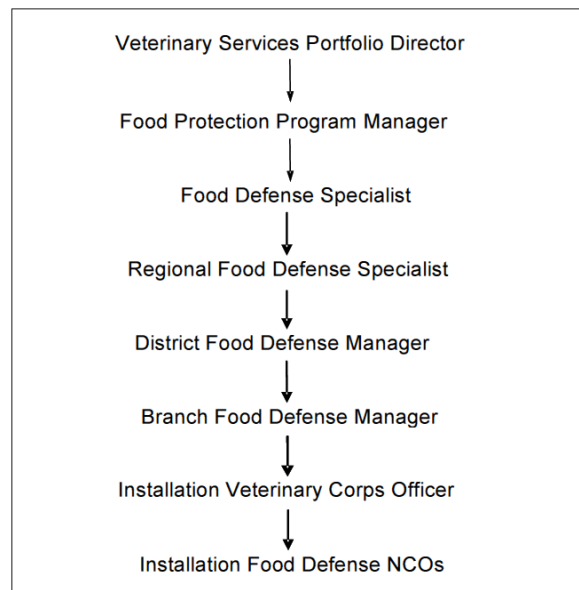 Veterinary Services Portfolio Director
Food Protection Program Manager
Food Defense Specialist
Regional Food Defense Specialist
District Food Defense Manager
Branch Food Defense Manager
Installation Veterinary Corps Officer
Installation Food Defense NCOs